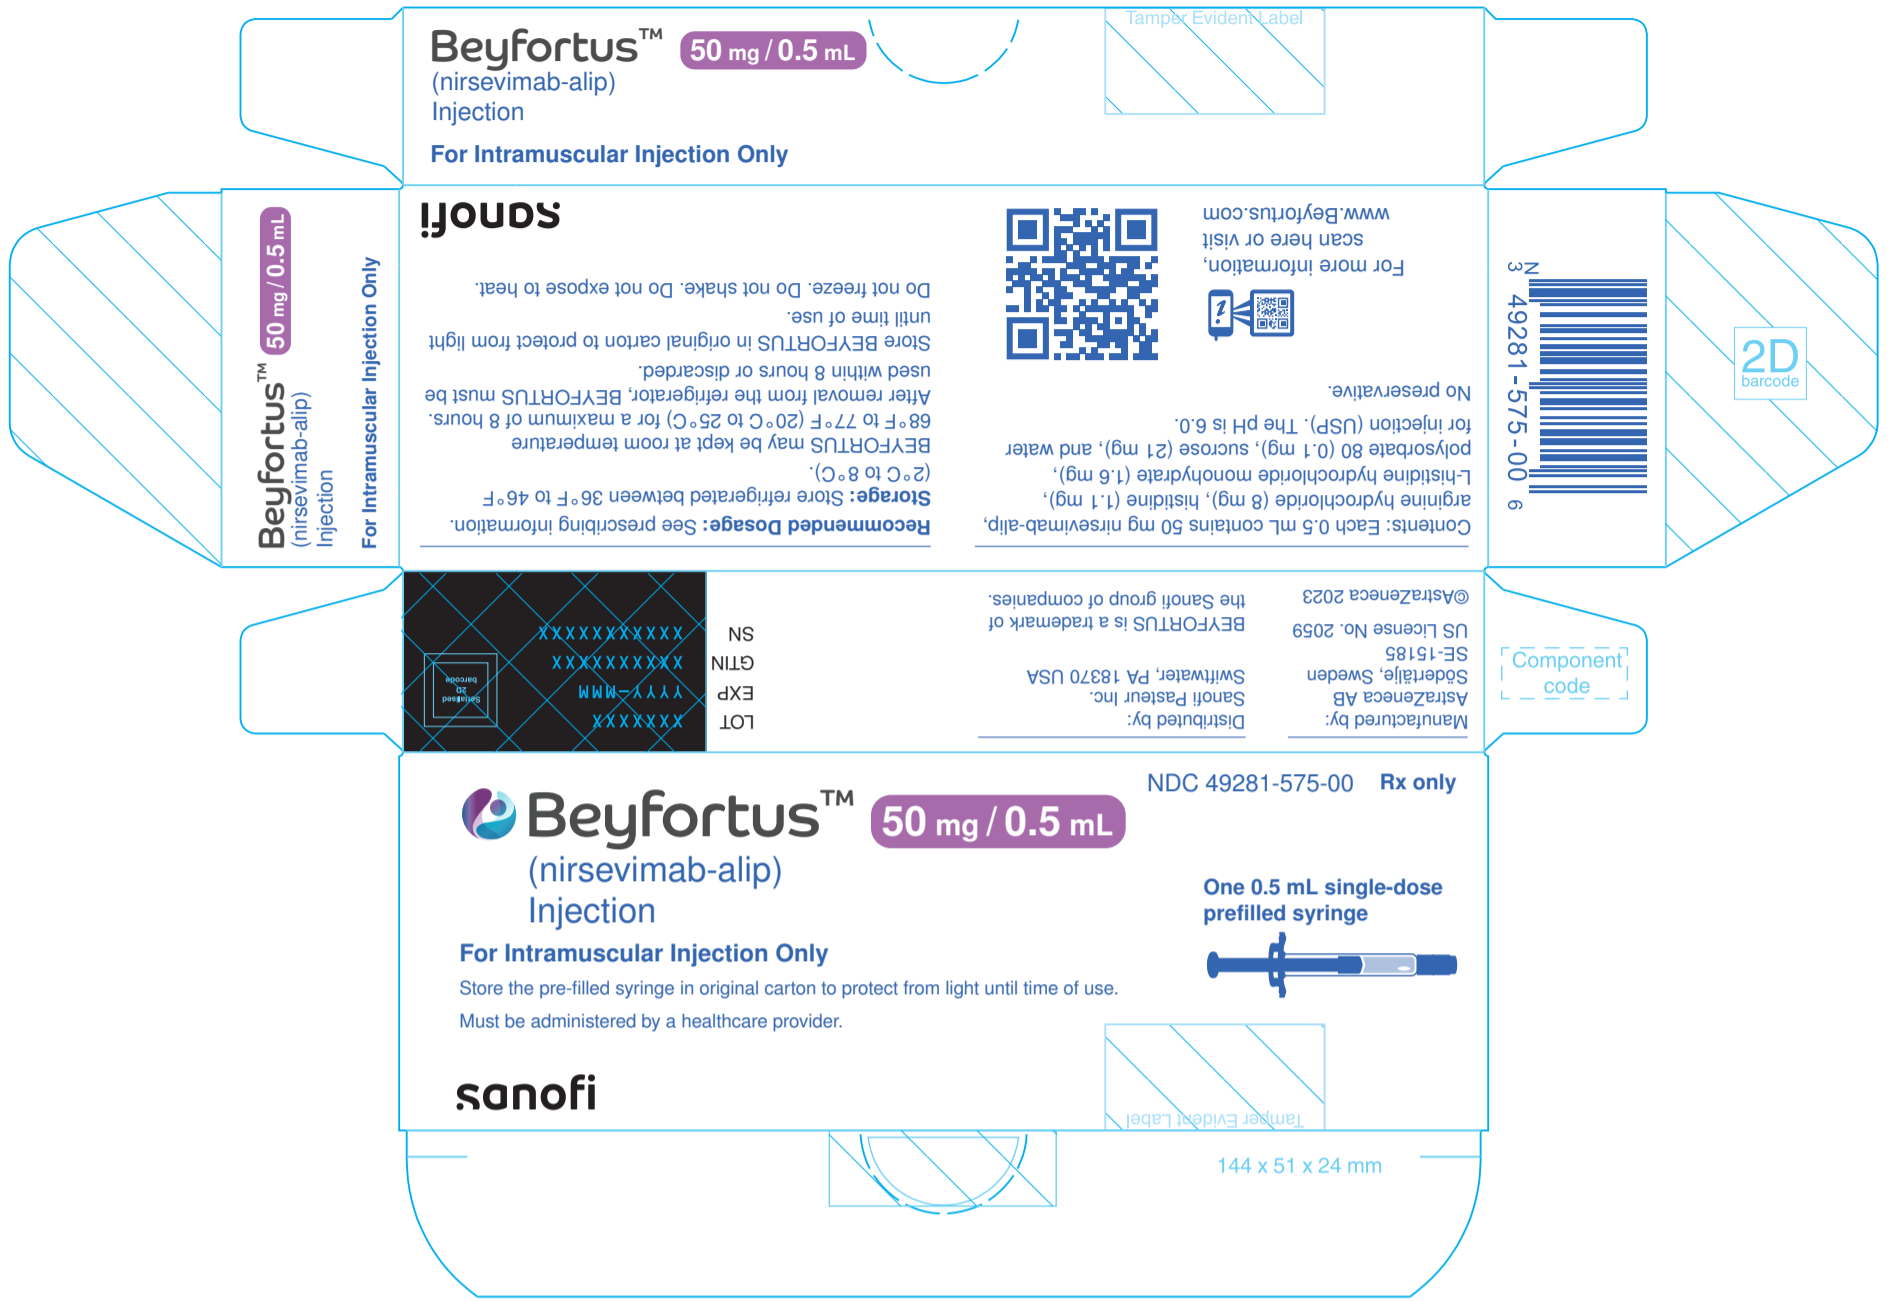 Beyfortus™ 50 mg / 0.5 mL
(nirsevimab-alip)
Injection
For Intramuscular Injection Only
Tamper Evident Label
Beyfortus™ 50 mg / 0.5 mL
(nirsevimab-alip)
Injection
For Intramuscular Injection Only
Contents: Each 0.5 mL contains 50 mg nirsevimab-alip,
arginine hydrochloride (8 mg), histidine (1.1 mg),
L-histidine hydrochloride monohydrate (1.6 mg),
polysorbate 80 (0.1 mg), sucrose (21 mg), and water
for injection (USP). The pH is 6.0.
No preservative.
For more information,
scan here or visit
www.Beyfortus.com
Recommended Dosage: See prescribing information.
Storage: Store refrigerated between 36°F to 46°F
(2°C to 8°C).
BEYFORTUS may be kept at room temperature
68°F to 77°F (20°C to 25°C) for a maximum of 8 hours.
After removal from the refrigerator, BEYFORTUS must be
used within 8 hours or discarded.
Store BEYFORTUS in original carton to protect from light
until time of use.
Do not freeze. Do not shake. Do not expose to heat.
sanofi
N
3 49281-575-00 6
2D
barcode
Manufactured by:
AstraZeneca AB
Södertälje, Sweden
SE-15185
US License No. 2059
©AstraZeneca 2023
Distributed by:
Sanofi Pasteur Inc.
Swiftwater, PA 18370 USA
BEYFORTUS is a trademark of
the Sanofi group of companies.
LOT XXXXXXX
EXP YYYY-MMM
GTIN XXXXXXXXXX
SN XXXXXXXXXXX
Serialised
2D
barcode
Component
code
NDC 49281-575-00 Rx only
Beyfortus™ 50 mg / 0.5 mL
(nirsevimab-alip)
Injection
For Intramuscular Injection Only
Store the pre-filled syringe in original carton to protect from light until time of use.
Must be administered by a healthcare provider.
One 0.5 mL single-dose
prefilled syringe
sanofi
Tamper Evident Label
144 x 51 x 24 mm